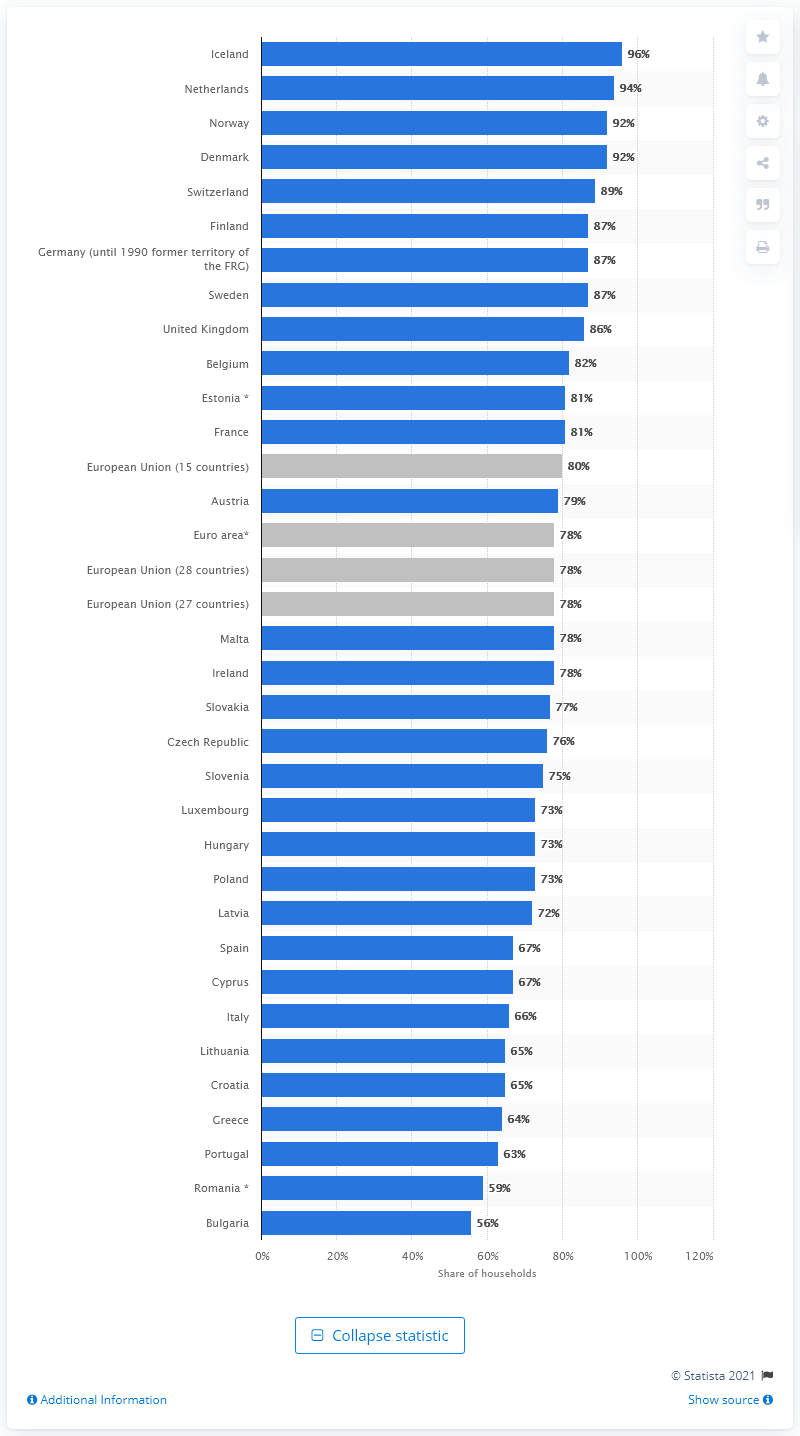 Iceland 96%
Netherlands 94%
Norway 92%
Denmark 92%
Switzerland 89%
Finland 87%
Germany (until 1990 former territory of
the FRG) 87%
Sweden 87%
United Kingdom 86%
Belgium 82%
Estonia * 81%
France 81%
European Union (15 countries) 80%
Austria 79%
Euro area* 78%
European Union (28 countries) 78%
European Union (27 countries) 78%
Malta 78%
Ireland 78%
Slovakia 77%
Czech Republic 76%
Slovenia 75%
Luxembourg 73%
Hungary 73%
Poland 73%
Latvia 72%
Spain 67%
Cyprus 67%
Italy 66%
Lithuania 65%
Croatia 65%
Greece 64%
Portugal 63%
Romania * 59%
Bulgaria 56%
0% 20% 40% 60% 80% 100% 120%
Share of households
Collapse statistic
© Statista 2021
Additional Information Show source